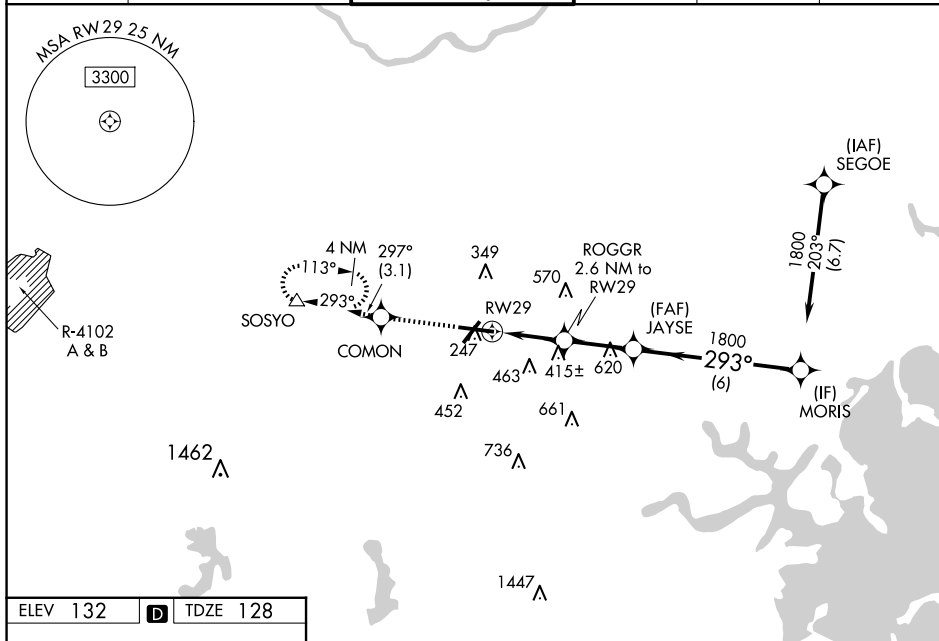 MSA RW29 25 NM
3300
(IAF)
SEGOE
1800
203°
(6.7)
4 NM
297°
(3.1)
113°
293°
349
570
ROGGR
2.6 NM to
RW29
RW29
(FAF)
JAYSE
1800
293°
(6)
(IF)
MORIS
R-4102
A & B
SOSYO
COMON
247
463
415±
620
452
661
736
1462
1447
ELEV 132 D TDZE 128